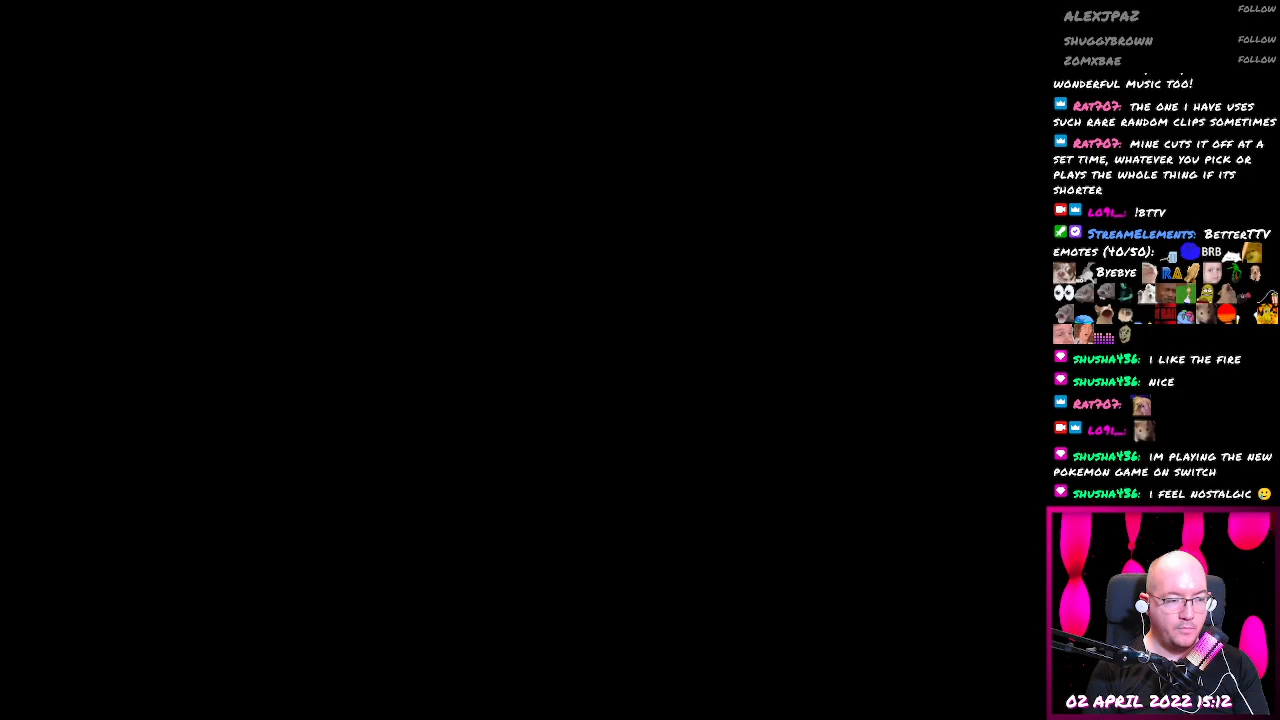 ALEXJPAZ FOLLOW
SHUGGYBROWN FOLLOW
ZOMXBAE FOLLOW
WONDERFUL MUSIC TOO!
RAT707: THE ONE I HAVE USES
SUCH RARE RANDOM CLIPS SOMETIMES
RAT707: MINE CUTS IT OFF AT A
SET TIME, WHATEVER YOU PICK OR
PLAYS THE WHOLE THING IF ITS
SHORTER
LO9I__: !BTTV
STREAMELEMENTS: BETTERTTV
EMOTES (40/50): BRB
BYEBYE
SHUSHA436: I LIKE THE FIRE
SHUSHA436: NICE
RAT707:
LO9I__:
SHUSHA436: IM PLAYING THE NEW
POKEMON GAME ON SWITCH
SHUSHA436: I FEEL NOSTALGIC 🥲
02 APRIL 2022 15:12